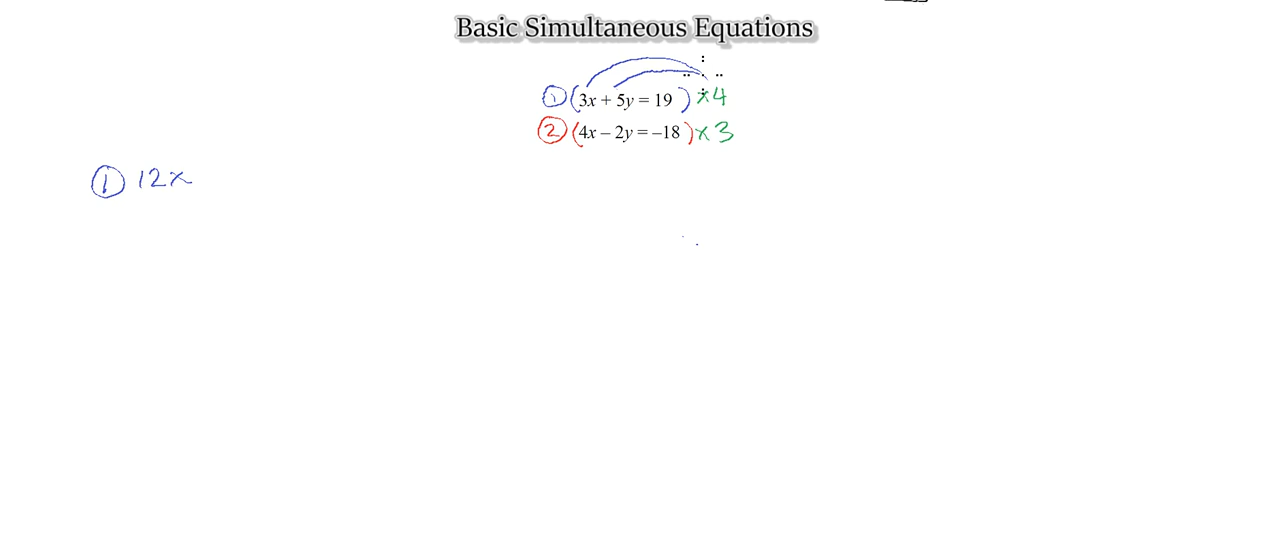 Basic Simultaneous Equations
① (3x + 5y = 19) × 4
② (4x – 2y = –18) × 3
① 12x